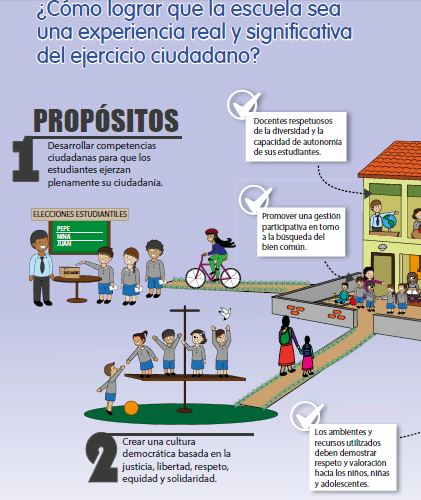 ¿Cómo lograr que la escuela sea
una experiencia real y significativa
del ejercicio ciudadano?
PROPÓSITOS
1
Desarrollar competencias
ciudadanas para que los
estudiantes ejerzan
plenamente su ciudadanía.
Docentes respetuosos
de la diversidad y la
capacidad de autonomía
de sus estudiantes.
ELECCIONES ESTUDIANTILES
PEPE
NINA
JUAN
Promover una gestión
participativa en torno
a la búsqueda del
bien común.
2
Crear una cultura
democrática basada en la
justicia, libertad, respeto,
equidad y solidaridad.
Los ambientes y
recursos utilizados
deben demostrar
respeto y valoración
hacia los niños, niñas
y adolescentes.